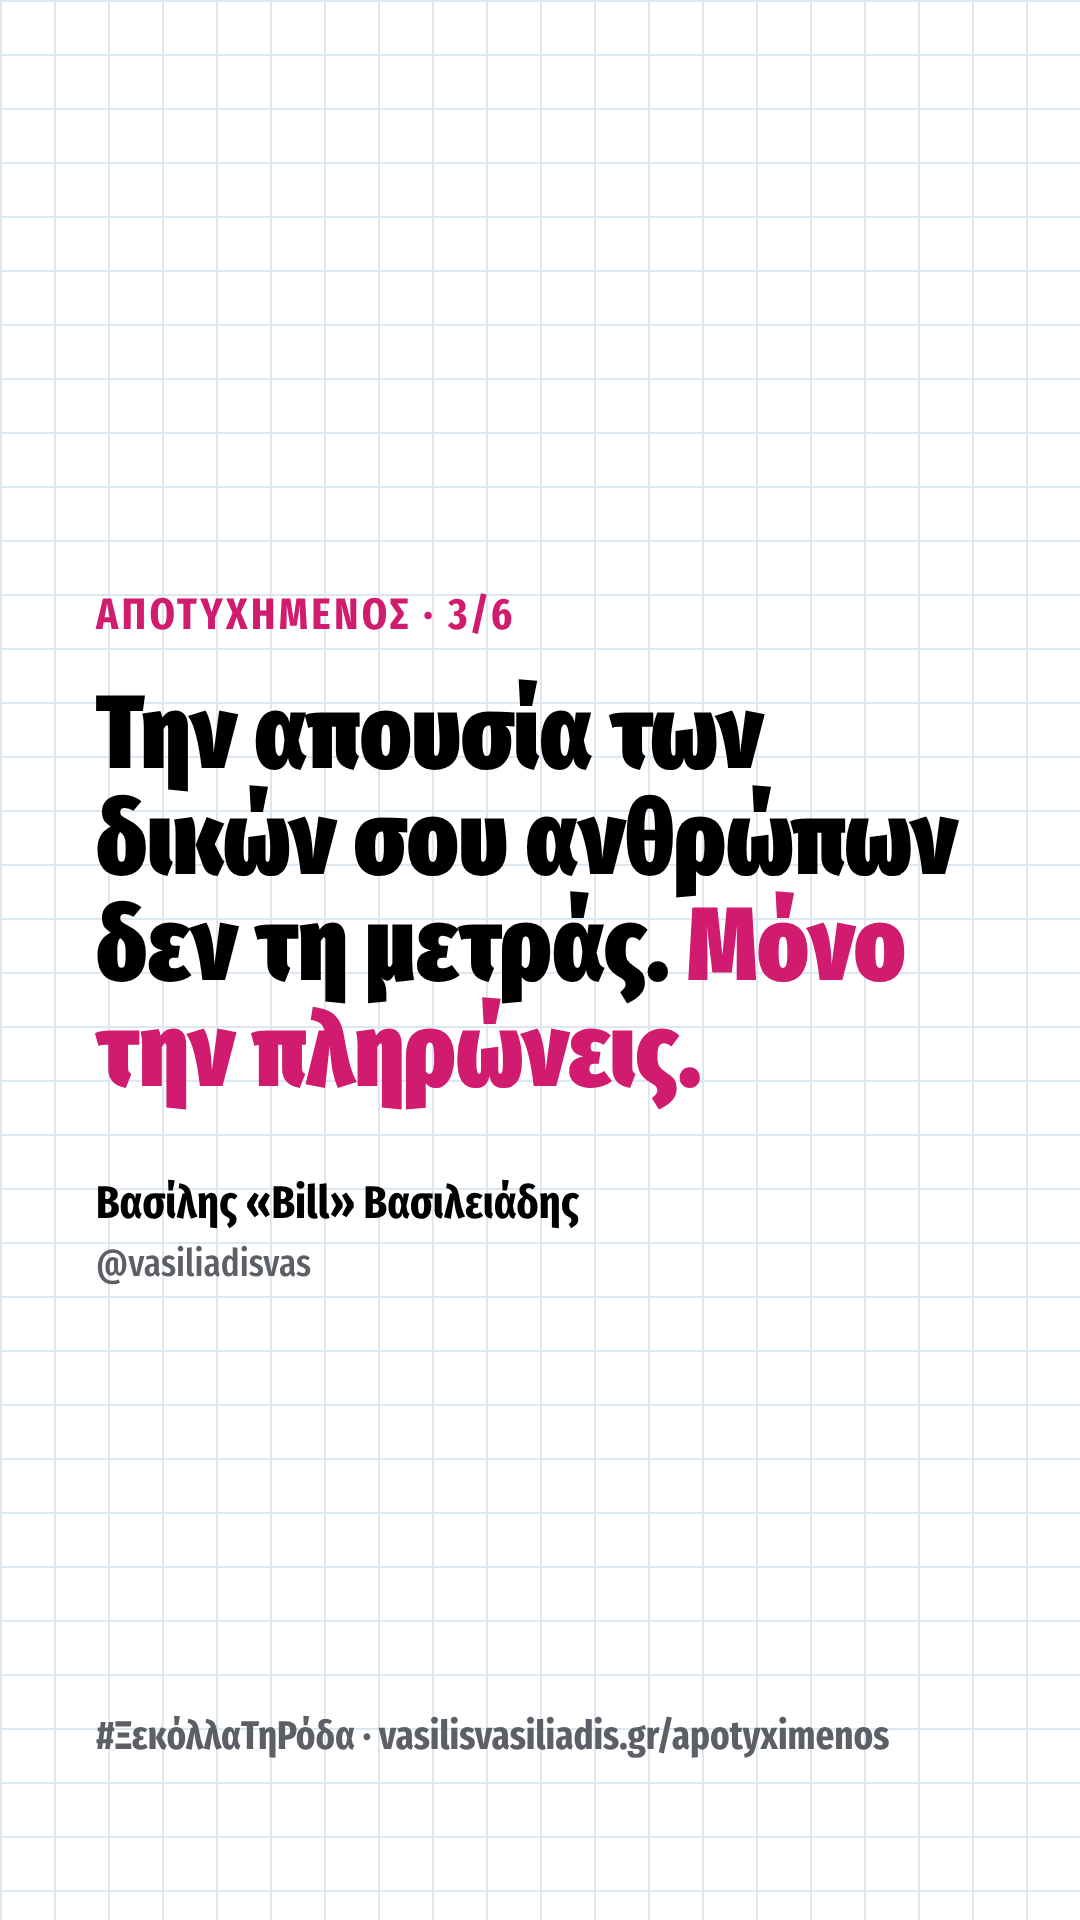 ΑΠΟΤΥΧΗΜΕΝΟΣ · 3/6
Την απουσία των
δικών σου ανθρώπων
δεν τη μετράς. Μόνο
την πληρώνεις.
Βασίλης «Bill» Βασιλειάδης
@vasiliadisvas
#ΞεκόλλαΤηΡόδα · vasilisvasiliadis.gr/apotyximenos